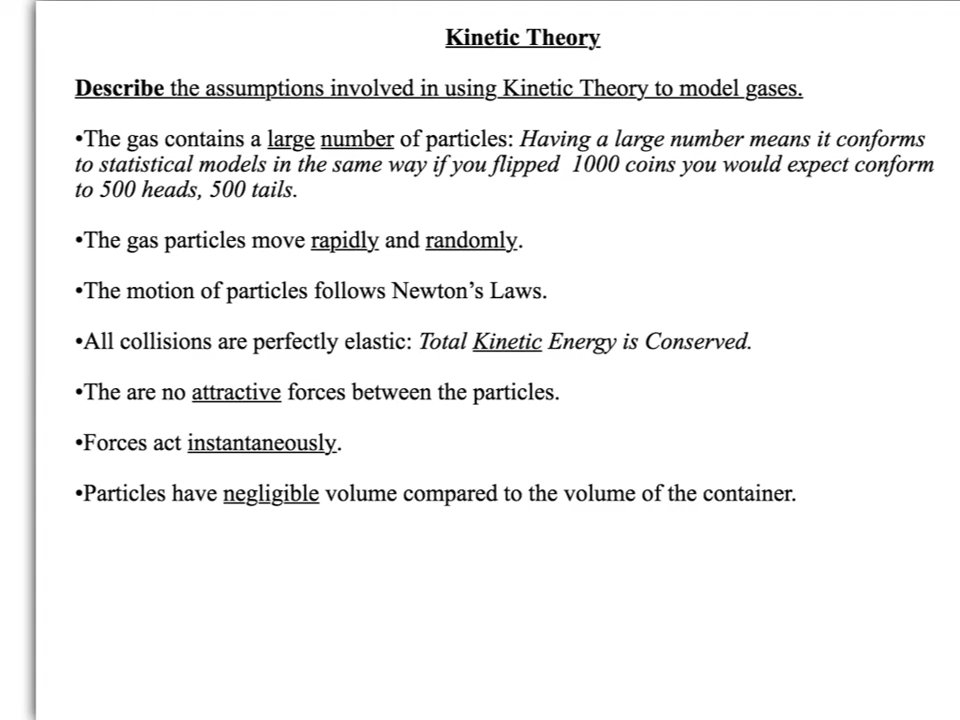 Kinetic Theory
Describe the assumptions involved in using Kinetic Theory to model gases.
•The gas contains a large number of particles: Having a large number means it conforms
to statistical models in the same way if you flipped 1000 coins you would expect conform
to 500 heads, 500 tails.
•The gas particles move rapidly and randomly.
•The motion of particles follows Newton’s Laws.
•All collisions are perfectly elastic: Total Kinetic Energy is Conserved.
•The are no attractive forces between the particles.
•Forces act instantaneously.
•Particles have negligible volume compared to the volume of the container.